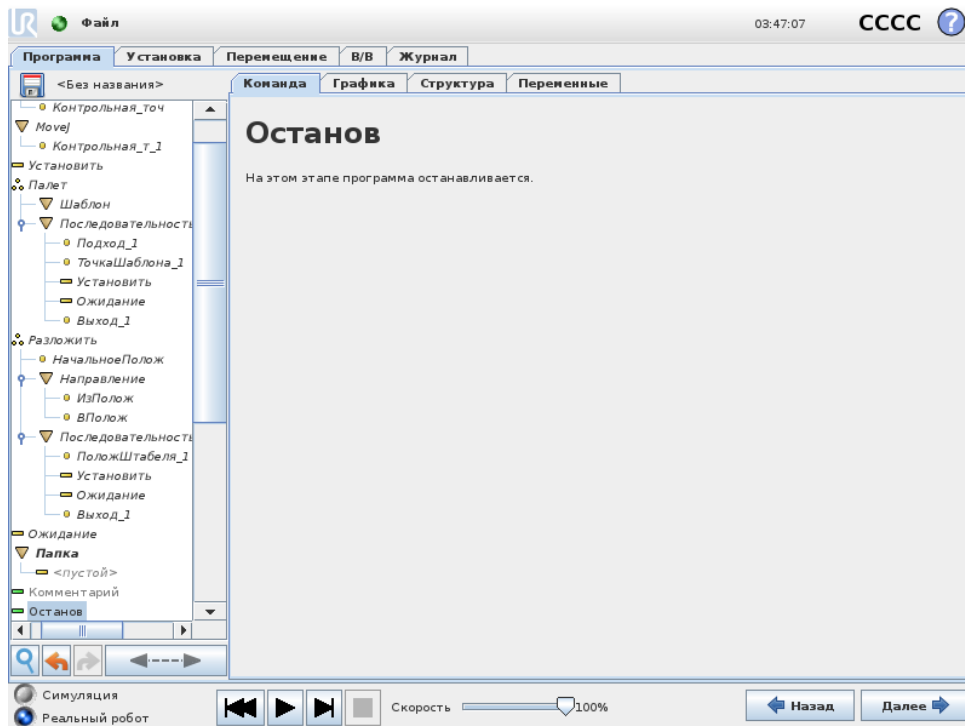 UR Файл 03:47:07 CCCC ?
Программа Установка Перемещение В/В Журнал
<Без названия>
Команда Графика Структура Переменные
Контрольная_точ
MoveJ
Контрольная_т_1
Установить
Палет
Шаблон
Последовательность
Подход_1
ТочкаШаблона_1
Установить
Ожидание
Выход_1
Разложить
НачальноеПолож
Направление
ИзПолож
ВПолож
Последовательность
ПоложШтабеля_1
Установить
Ожидание
Выход_1
Ожидание
Папка
<пустой>
Комментарий
Останов
Останов
На этом этапе программа останавливается.
Симуляция
Реальный робот
Скорость 100%
Назад Далее